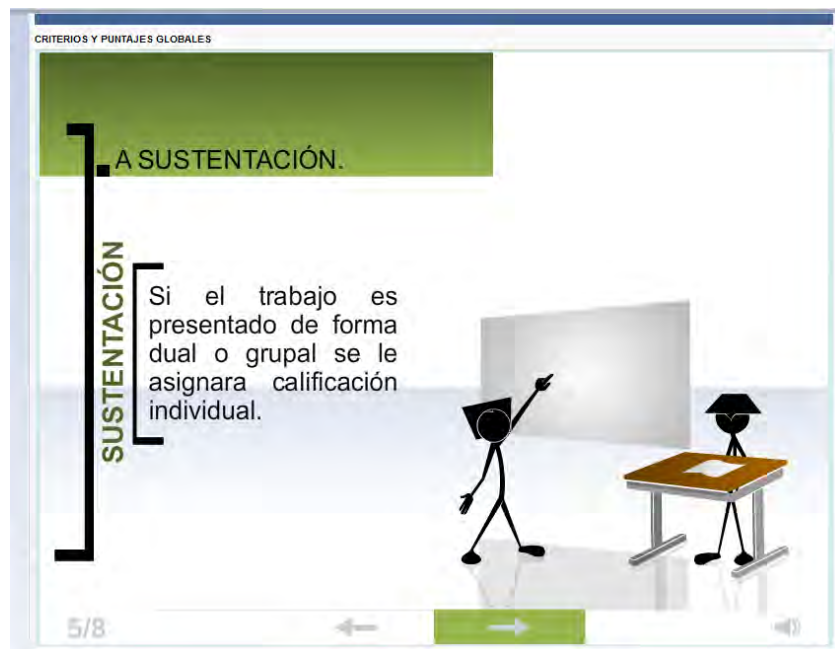 CRITERIOS Y PUNTAJES GLOBALES
A SUSTENTACIÓN.
SUSTENTACIÓN
Si el trabajo es
presentado de forma
dual o grupal se le
asignara calificación
individual.
5/8